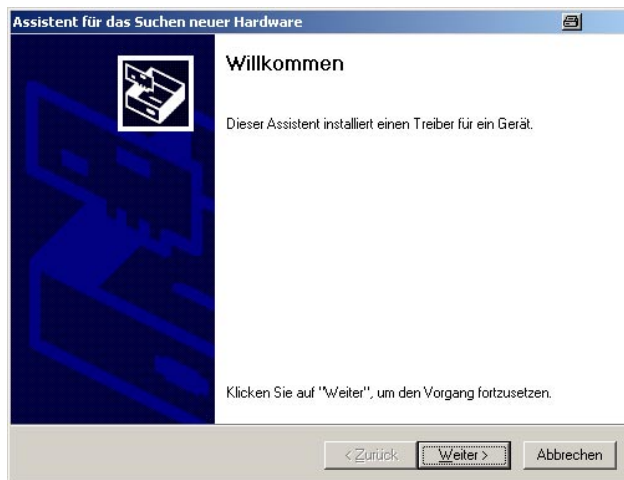 Assistent für das Suchen neuer Hardware
Willkommen
Dieser Assistent installiert einen Treiber für ein Gerät.
Klicken Sie auf "Weiter", um den Vorgang fortzusetzen.
< Zurück
Weiter >
Abbrechen